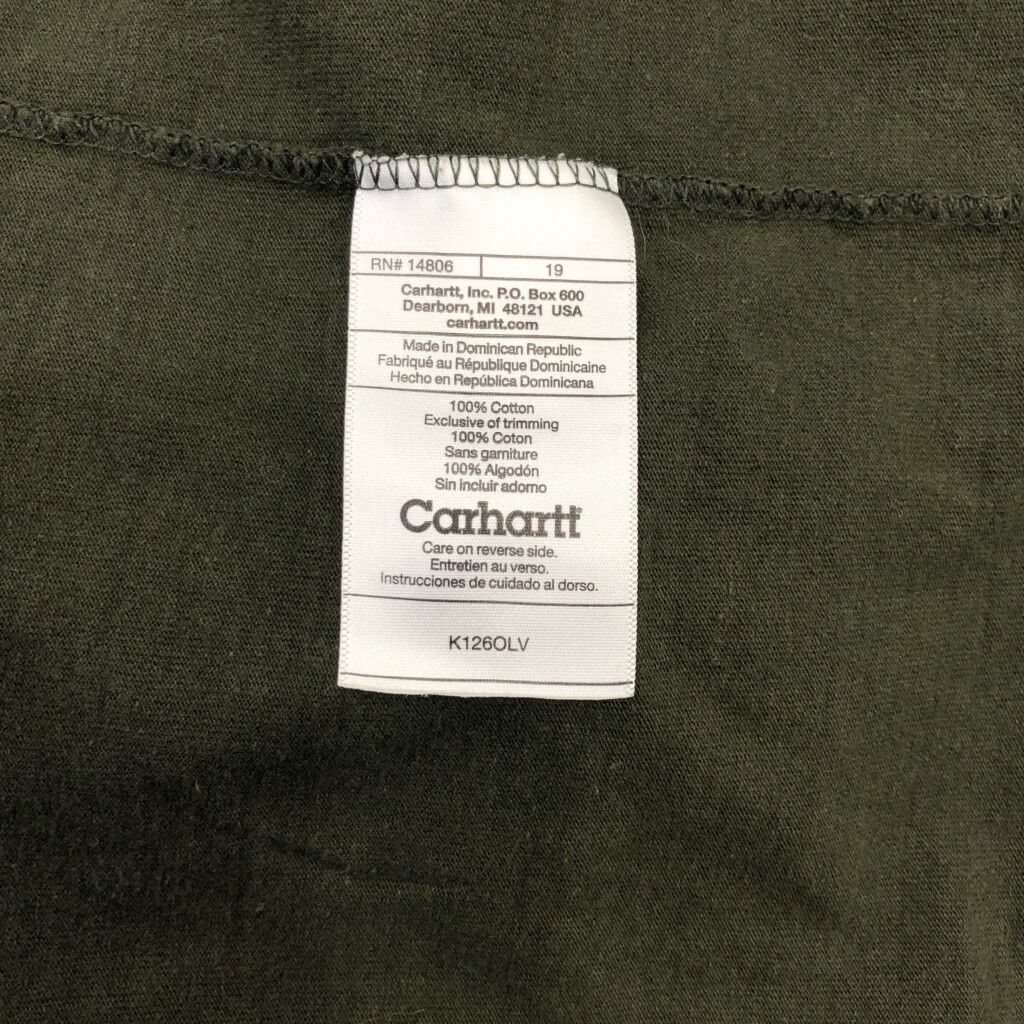 RN# 14806 19
Carhartt, Inc. P.O. Box 600
Dearborn, MI 48121 USA
carhartt.com
Made in Dominican Republic
Fabriqué au République Dominicaine
Hecho en República Dominicana
100% Cotton
Exclusive of trimming
100% Coton
Sans garniture
100% Algodón
Sin incluir adorno
Carhartt
Care on reverse side.
Entretien au verso.
Instrucciones de cuidado al dorso.
K126OLV